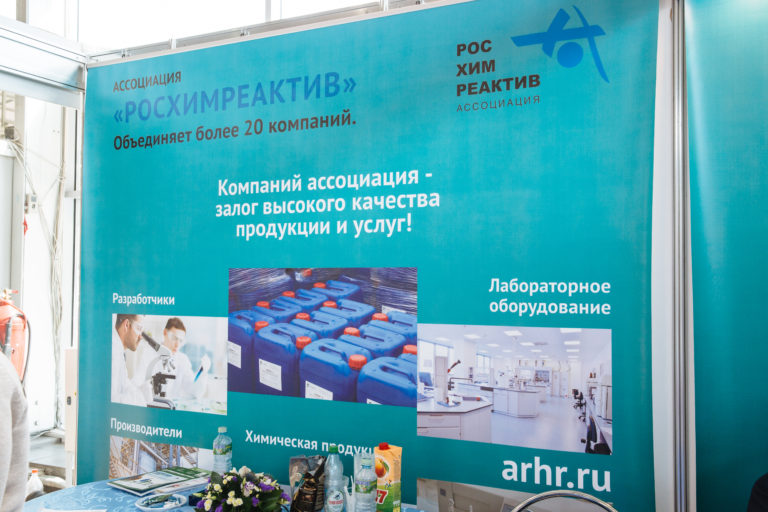 АССОЦИАЦИЯ
«РОСХИМРЕАКТИВ»
Объединяет более 20 компаний.
РОС
ХИМ
РЕАКТИВ
АССОЦИАЦИЯ
Компаний ассоциация -
залог высокого качества
продукции и услуг!
Разработчики
Лабораторное
оборудование
Производители
Химическая
arhr.ru